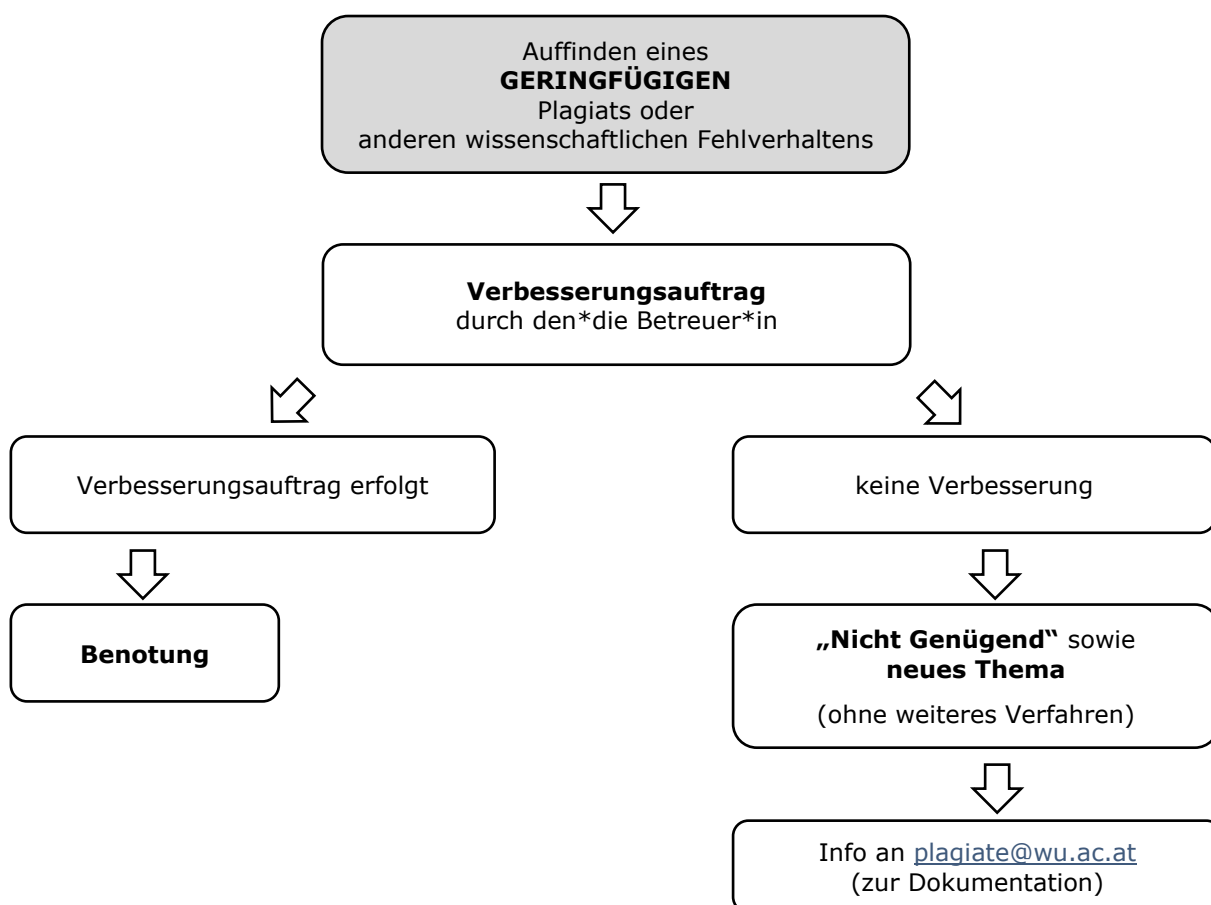 Auffinden eines
GERINGFÜGIGEN
Plagiats oder
anderen wissenschaftlichen Fehlverhaltens
Verbesserungsauftrag
durch den*die Betreuer*in
Verbesserungsauftrag erfolgt
keine Verbesserung
Benotung
„Nicht Genügend“ sowie
neues Thema
(ohne weiteres Verfahren)
Info an plagiate@wu.ac.at
(zur Dokumentation)